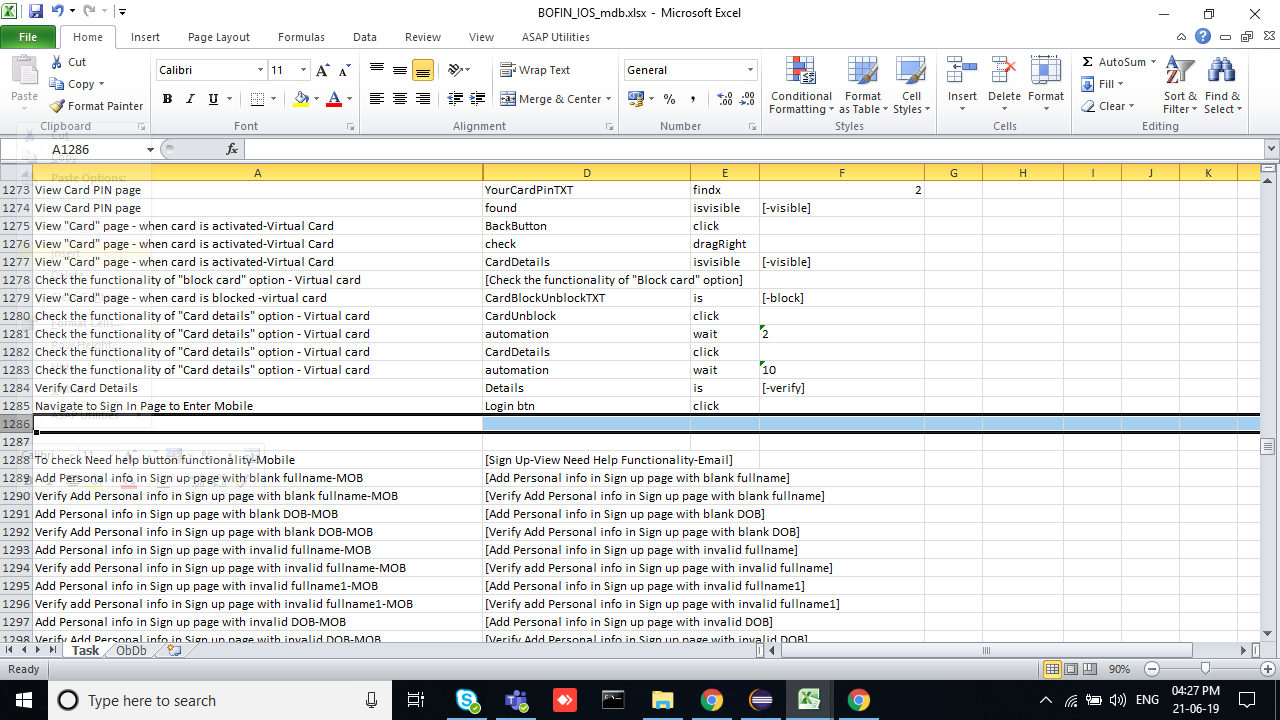 BOFIN_IOS_mdb.xlsx - Microsoft Excel
File Home Insert Page Layout Formulas Data Review View ASAP Utilities
Paste
Cut
Copy
Format Painter
Clipboard
Calibri 11
B I U
A A
Font
Wrap Text
Merge & Center
Alignment
General
% ,
Number
Conditional Formatting
Format as Table
Cell Styles
Styles
Insert Delete Format
Cells
Σ AutoSum
Fill
Clear
Sort & Filter
Find & Select
Editing
Cut
Copy
Paste Options:
A1286 fx
A D E F G H I J K
1273 View Card PIN page YourCardPinTXT findx 2
1274 View Card PIN page found isvisible [-visible]
1275 View "Card" page - when card is activated-Virtual Card BackButton click
1276 View "Card" page - when card is activated-Virtual Card check dragRight
1277 View "Card" page - when card is activated-Virtual Card CardDetails isvisible [-visible]
1278 Check the functionality of "block card" option - Virtual card [Check the functionality of "Block card" option]
1279 View "Card" page - when card is blocked -virtual card CardBlockUnblockTXT is [-block]
1280 Check the functionality of "Card details" option - Virtual card CardUnblock click
1281 Check the functionality of "Card details" option - Virtual card automation wait 2
1282 Check the functionality of "Card details" option - Virtual card CardDetails click
1283 Check the functionality of "Card details" option - Virtual card automation wait 10
1284 Verify Card Details Details is [-verify]
1285 Navigate to Sign In Page to Enter Mobile Login btn click
1286
1287
1288 To check Need help button functionality-Mobile [Sign Up-View Need Help Functionality-Email]
1289 Add Personal info in Sign up page with blank fullname-MOB [Add Personal info in Sign up page with blank fullname]
1290 Verify Add Personal info in Sign up page with blank fullname-MOB [Verify Add Personal info in Sign up page with blank fullname]
1291 Add Personal info in Sign up page with blank DOB-MOB [Add Personal info in Sign up page with blank DOB]
1292 Verify Add Personal info in Sign up page with blank DOB-MOB [Verify Add Personal info in Sign up page with blank DOB]
1293 Add Personal info in Sign up page with invalid fullname-MOB [Add Personal info in Sign up page with invalid fullname]
1294 Verify add Personal info in Sign up page with invalid fullname-MOB [Verify add Personal info in Sign up page with invalid fullname]
1295 Add Personal info in Sign up page with invalid fullname1-MOB [Add Personal info in Sign up page with invalid fullname1]
1296 Verify add Personal info in Sign up page with invalid fullname1-MOB [Verify add Personal info in Sign up page with invalid fullname1]
1297 Add Personal info in Sign up page with invalid DOB-MOB [Add Personal info in Sign up page with invalid DOB]
1298 Verify Add Personal info in Sign up page with invalid DOB-MOB [Verify Add Personal info in Sign up page with invalid DOB]
Task ObDb
Ready 90%
Type here to search
ENG
04:27 PM
21-06-19